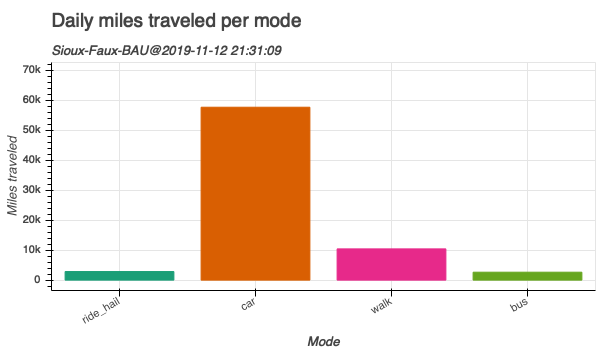 Daily miles traveled per mode
Sioux-Faux-BAU@2019-11-12 21:31:09
70k
60k
50k
40k
30k
20k
10k
0
Miles traveled
ride_hail
car
walk
bus
Mode